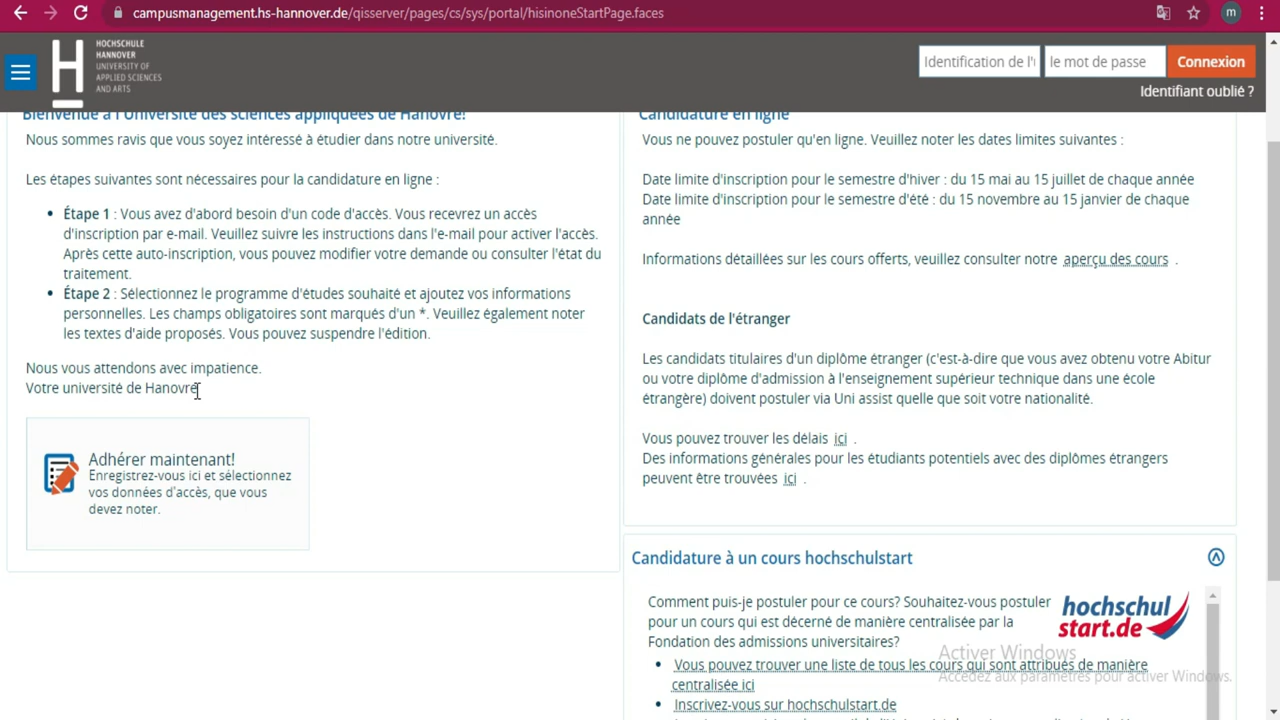 campusmanagement.hs-hannover.de/qisserver/pages/cs/sys/portal/hisinoneStartPage.faces
m
HOCHSCHULE
HANNOVER
UNIVERSITY OF
APPLIED SCIENCES
AND ARTS
Identification de l'u
le mot de passe
Connexion
Identifiant oublié ?
Bienvenue à l'Université des sciences appliquées de Hanovre!
Nous sommes ravis que vous soyez intéressé à étudier dans notre université.
Les étapes suivantes sont nécessaires pour la candidature en ligne :
• Étape 1 : Vous avez d'abord besoin d'un code d'accès. Vous recevrez un accès
d'inscription par e-mail. Veuillez suivre les instructions dans l'e-mail pour activer l'accès.
Après cette auto-inscription, vous pouvez modifier votre demande ou consulter l'état du
traitement.
• Étape 2 : Sélectionnez le programme d'études souhaité et ajoutez vos informations
personnelles. Les champs obligatoires sont marqués d'un *. Veuillez également noter
les textes d'aide proposés. Vous pouvez suspendre l'édition.
Nous vous attendons avec impatience.
Votre université de Hanovre
Adhérer maintenant!
Enregistrez-vous ici et sélectionnez
vos données d'accès, que vous
devez noter.
Candidature en ligne
Vous ne pouvez postuler qu'en ligne. Veuillez noter les dates limites suivantes :
Date limite d'inscription pour le semestre d'hiver : du 15 mai au 15 juillet de chaque année
Date limite d'inscription pour le semestre d'été : du 15 novembre au 15 janvier de chaque
année
Informations détaillées sur les cours offerts, veuillez consulter notre aperçu des cours .
Candidats de l'étranger
Les candidats titulaires d'un diplôme étranger (c'est-à-dire que vous avez obtenu votre Abitur
ou votre diplôme d'admission à l'enseignement supérieur technique dans une école
étrangère) doivent postuler via Uni assist quelle que soit votre nationalité.
Vous pouvez trouver les délais ici .
Des informations générales pour les étudiants potentiels avec des diplômes étrangers
peuvent être trouvées ici .
Candidature à un cours hochschulstart
Comment puis-je postuler pour ce cours? Souhaitez-vous postuler
pour un cours qui est décerné de manière centralisée par la
Fondation des admissions universitaires?
hochschul
start.de
• Vous pouvez trouver une liste de tous les cours qui sont attribués de manière
centralisée ici
• Inscrivez-vous sur hochschulstart.de
Activer Windows
Accédez aux paramètres pour activer Windows.